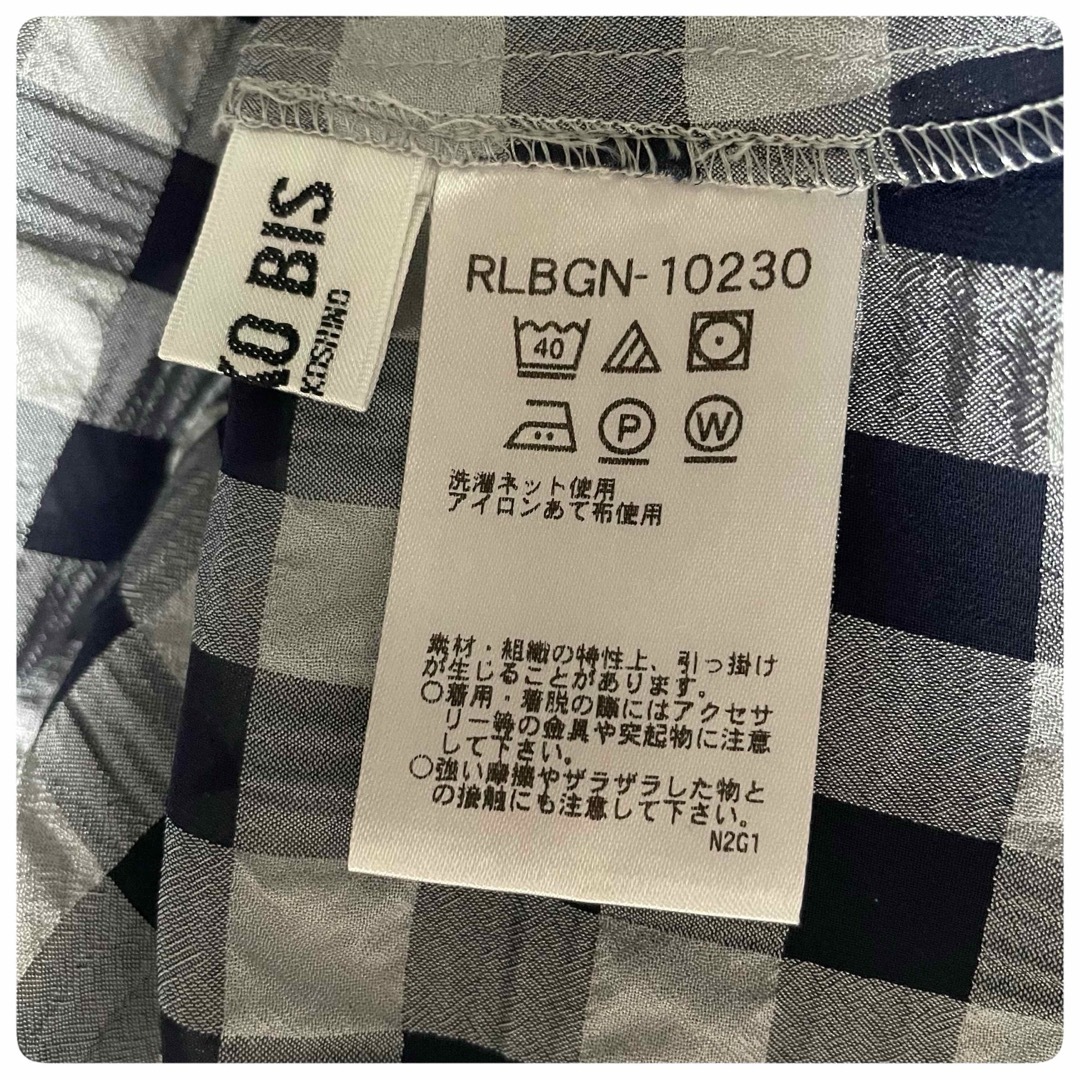 KO BIS
KOSHINO
RLBGN-10230
40
P
W
洗濯ネット使用
アイロンあて布使用
素材・組織の特性上、引っ掛け
が生じることがあります。
○着用・着脱の際にはアクセサ
リー等の金具や突起物に注意
して下さい。
○強い摩擦やザラザラした物と
の接触にも注意して下さい。
N2G1